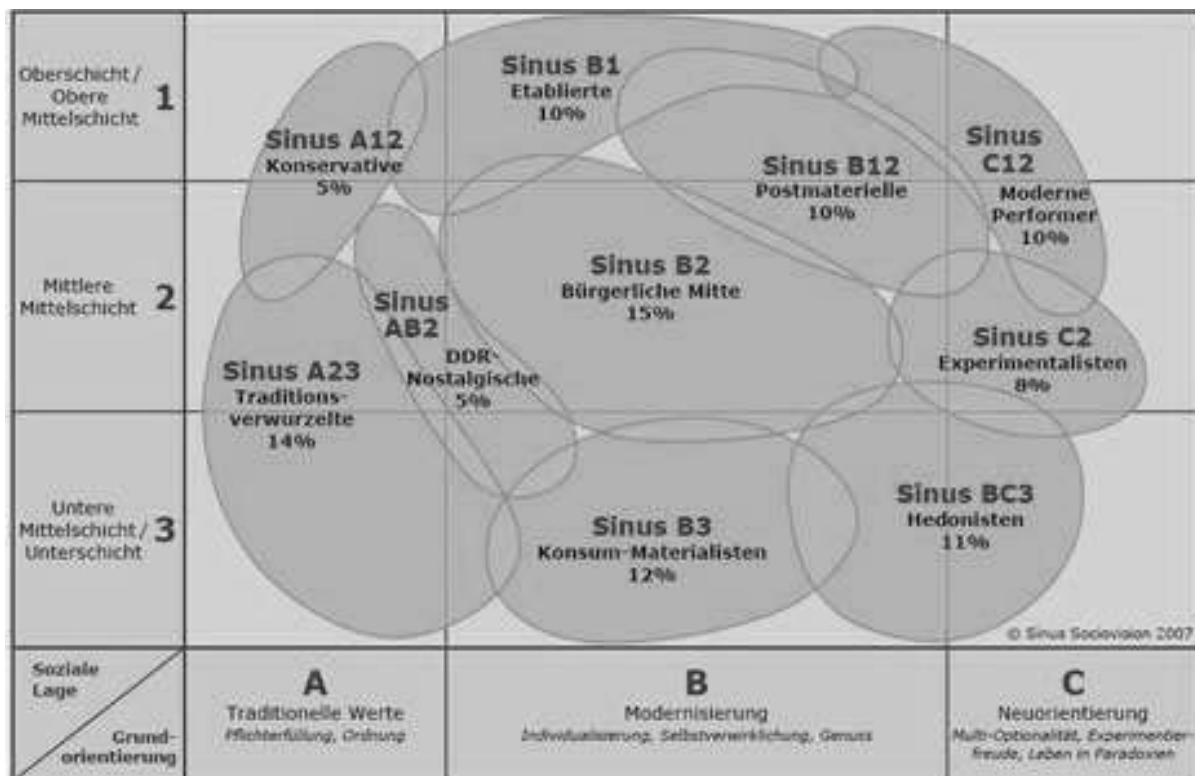 Oberschicht /
Obere
Mittelschicht
1
Sinus B1
Etablierte
10%
Sinus A12
Konservative
5%
Sinus B12
Postmaterielle
10%
Sinus
C12
Moderne
Performer
10%
Mittlere
Mittelschicht
2
Sinus
AB2
DDR-
Nostalgische
5%
Sinus B2
Bürgerliche Mitte
15%
Sinus C2
Experimentalisten
8%
Sinus A23
Traditions-
verwurzelte
14%
Untere
Mittelschicht /
Unterschicht
3
Sinus B3
Konsum-Materialisten
12%
Sinus BC3
Hedonisten
11%
© Sinus Sociovision 2007
Soziale
Lage
Grund-
orientierung
A
Traditionelle Werte
Pflichterfüllung, Ordnung
B
Modernisierung
Individualisierung, Selbstverwirklichung, Genuss
C
Neuorientierung
Multi-Optionalität, Experimentier-
freude, Leben in Paradoxien